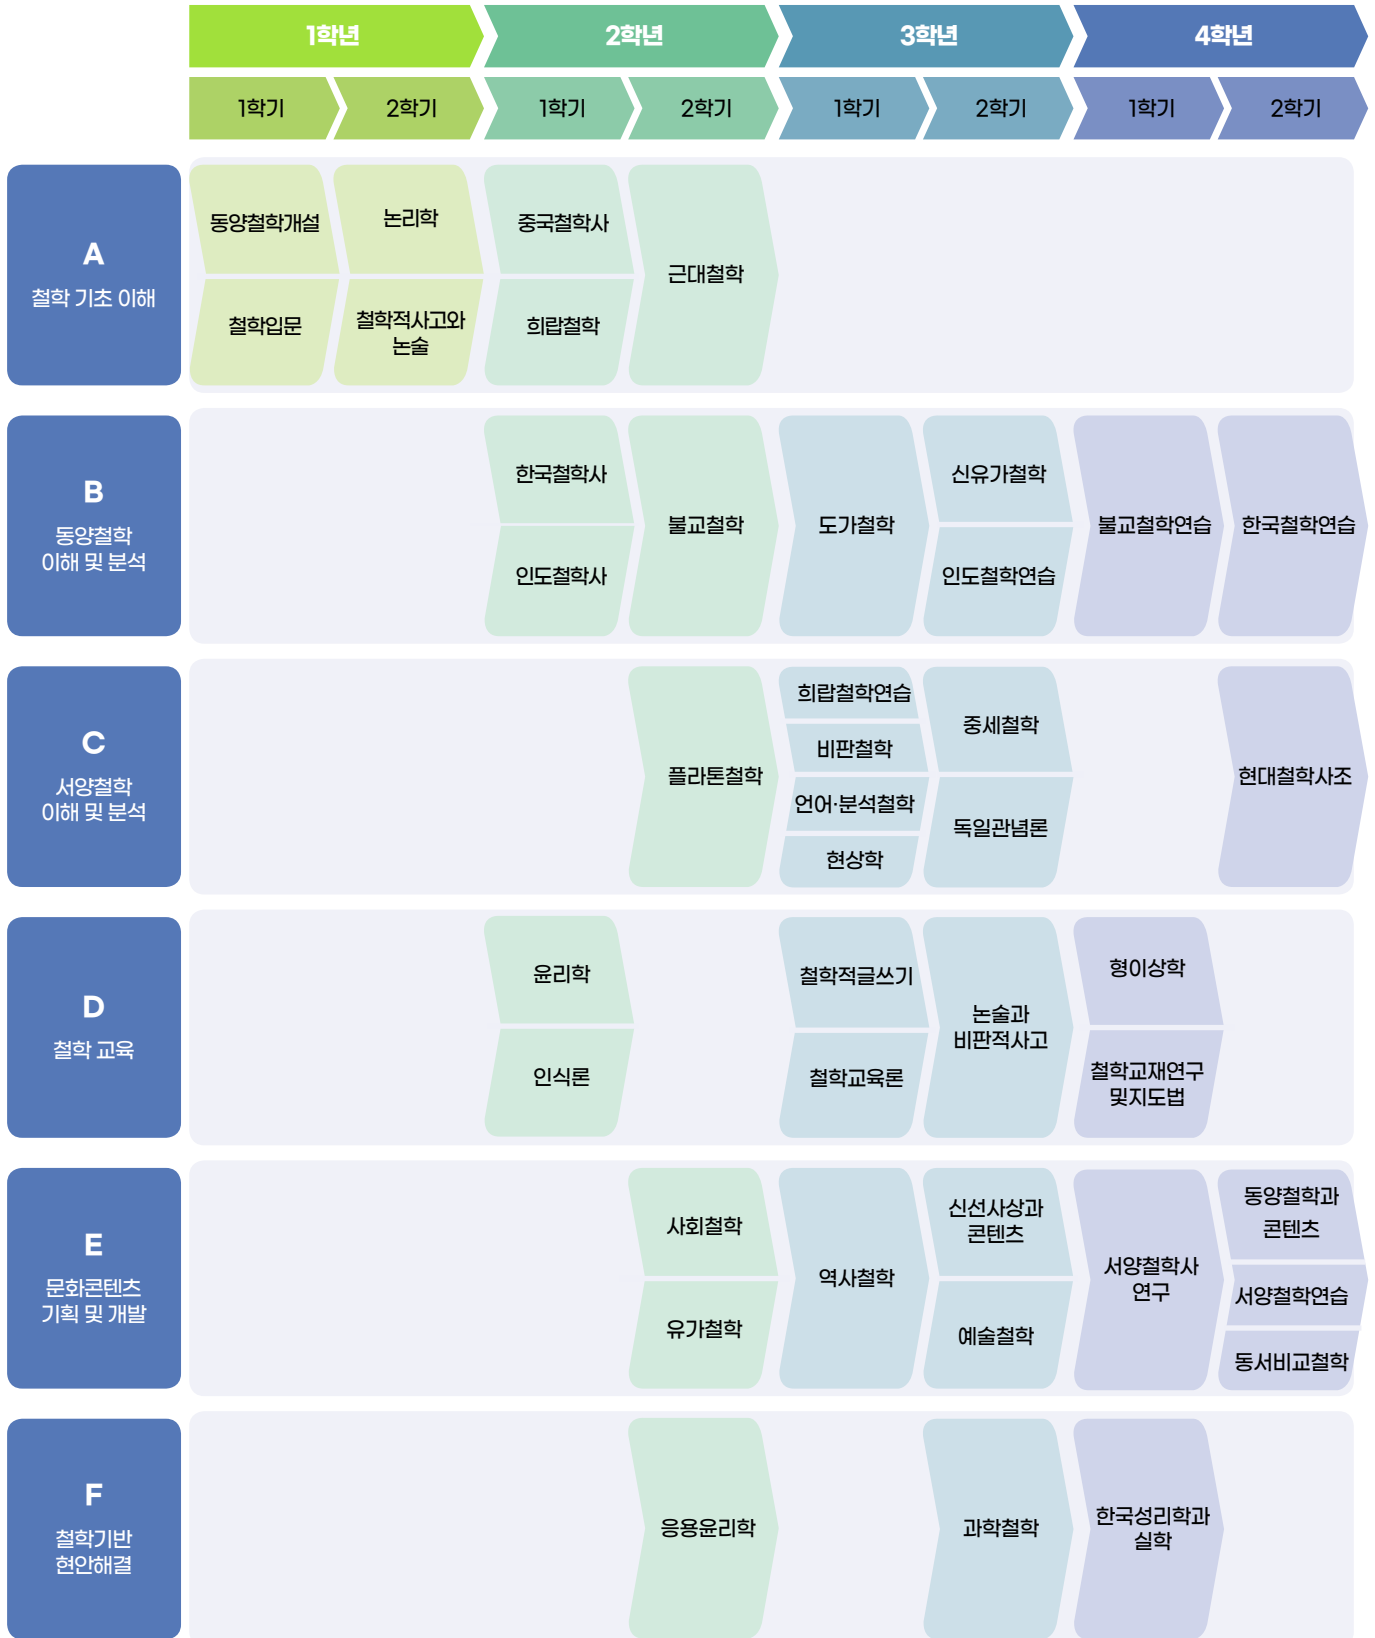 1학년
2학년
3학년
4학년
1학기
2학기
1학기
2학기
1학기
2학기
1학기
2학기
A
철학 기초 이해
동양철학개설
철학입문
논리학
철학적사고와
논술
중국철학사
희랍철학
근대철학
B
동양철학
이해 및 분석
한국철학사
인도철학사
불교철학
도가철학
신유가철학
인도철학연습
불교철학연습
한국철학연습
C
서양철학
이해 및 분석
플라톤철학
희랍철학연습
비판철학
언어·분석철학
현상학
중세철학
독일관념론
현대철학사조
D
철학 교육
윤리학
인식론
철학적글쓰기
철학교육론
논술과
비판적사고
형이상학
철학교재연구
및지도법
E
문화콘텐츠
기획 및 개발
사회철학
유가철학
역사철학
신선사상과
콘텐츠
예술철학
서양철학사
연구
동양철학과
콘텐츠
서양철학연습
동서비교철학
F
철학기반
현안해결
응용윤리학
과학철학
한국성리학과
실학